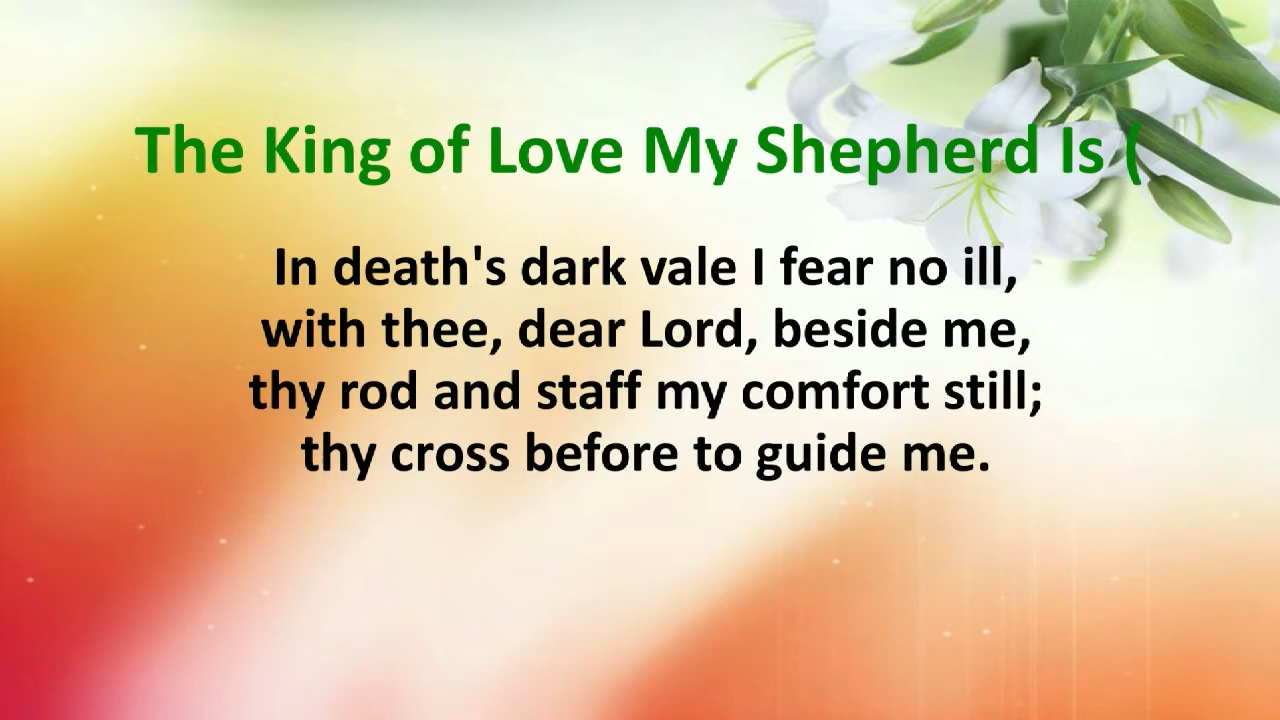 The King of Love My Shepherd Is (
In death's dark vale I fear no ill,
with thee, dear Lord, beside me,
thy rod and staff my comfort still;
thy cross before to guide me.